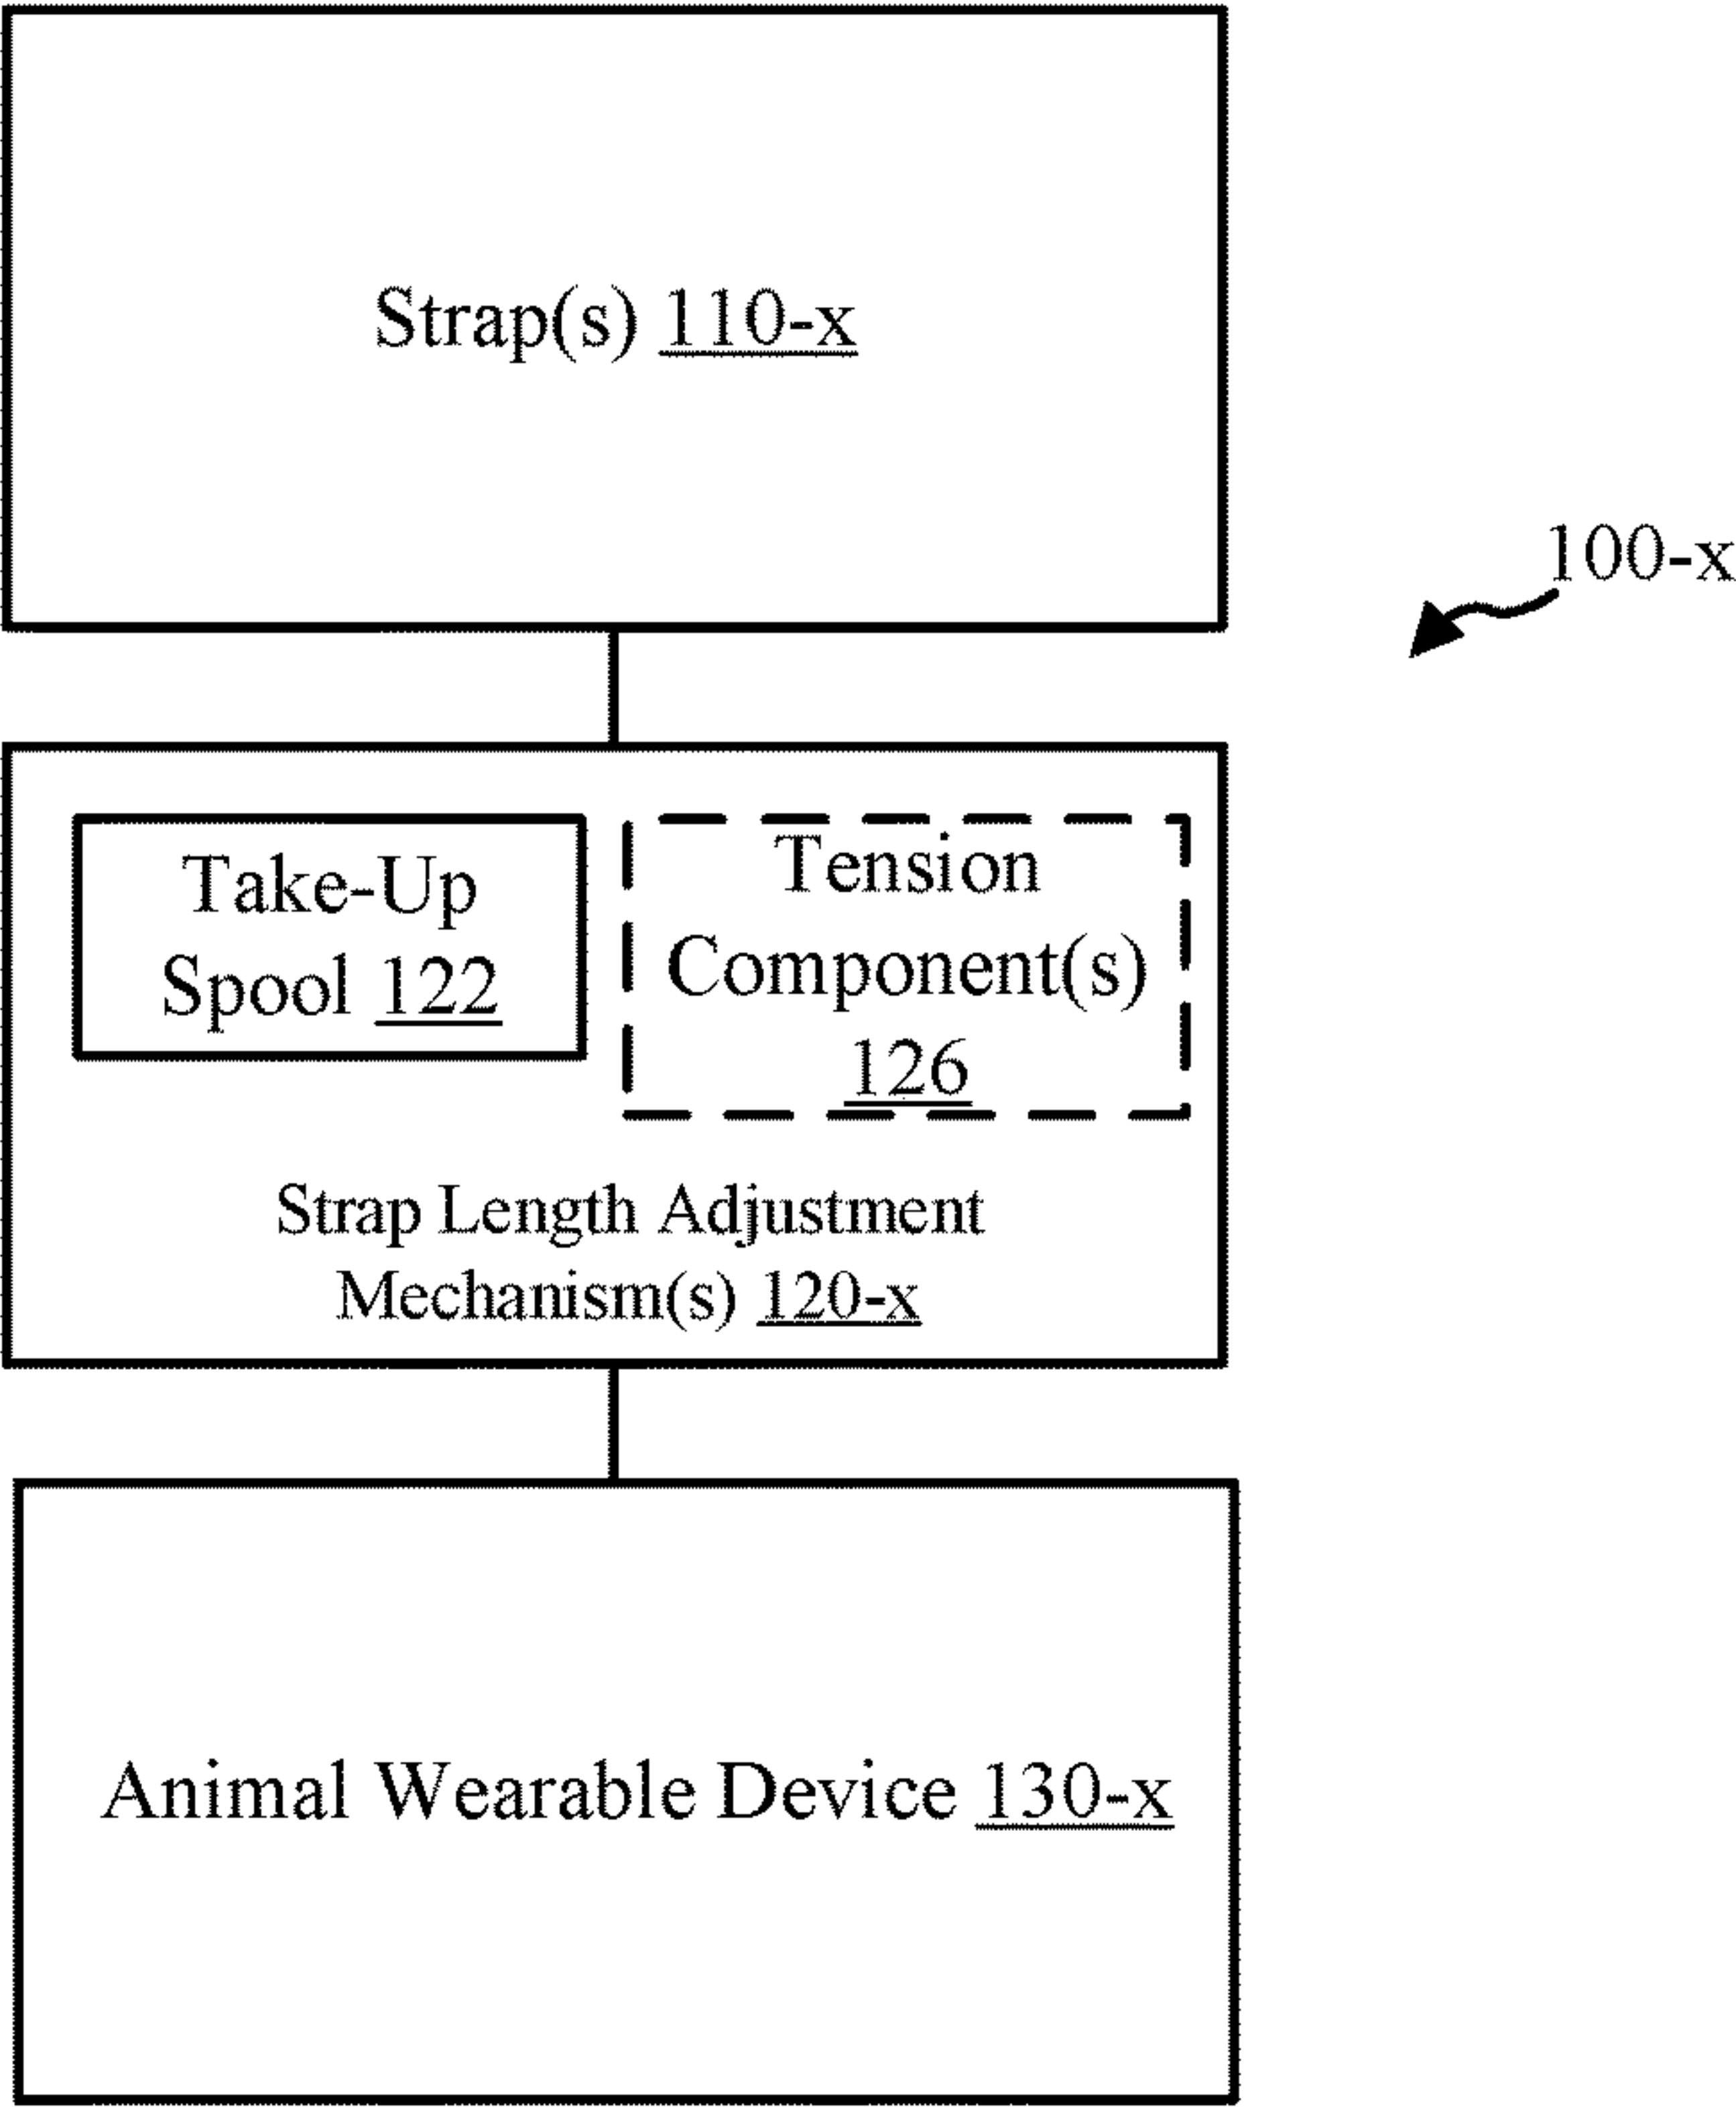 Strap(s) 110-x
100-x
Take-Up
Spool 122
Tension
Component(s)
126
Strap Length Adjustment
Mechanism(s) 120-x
Animal Wearable Device 130-x